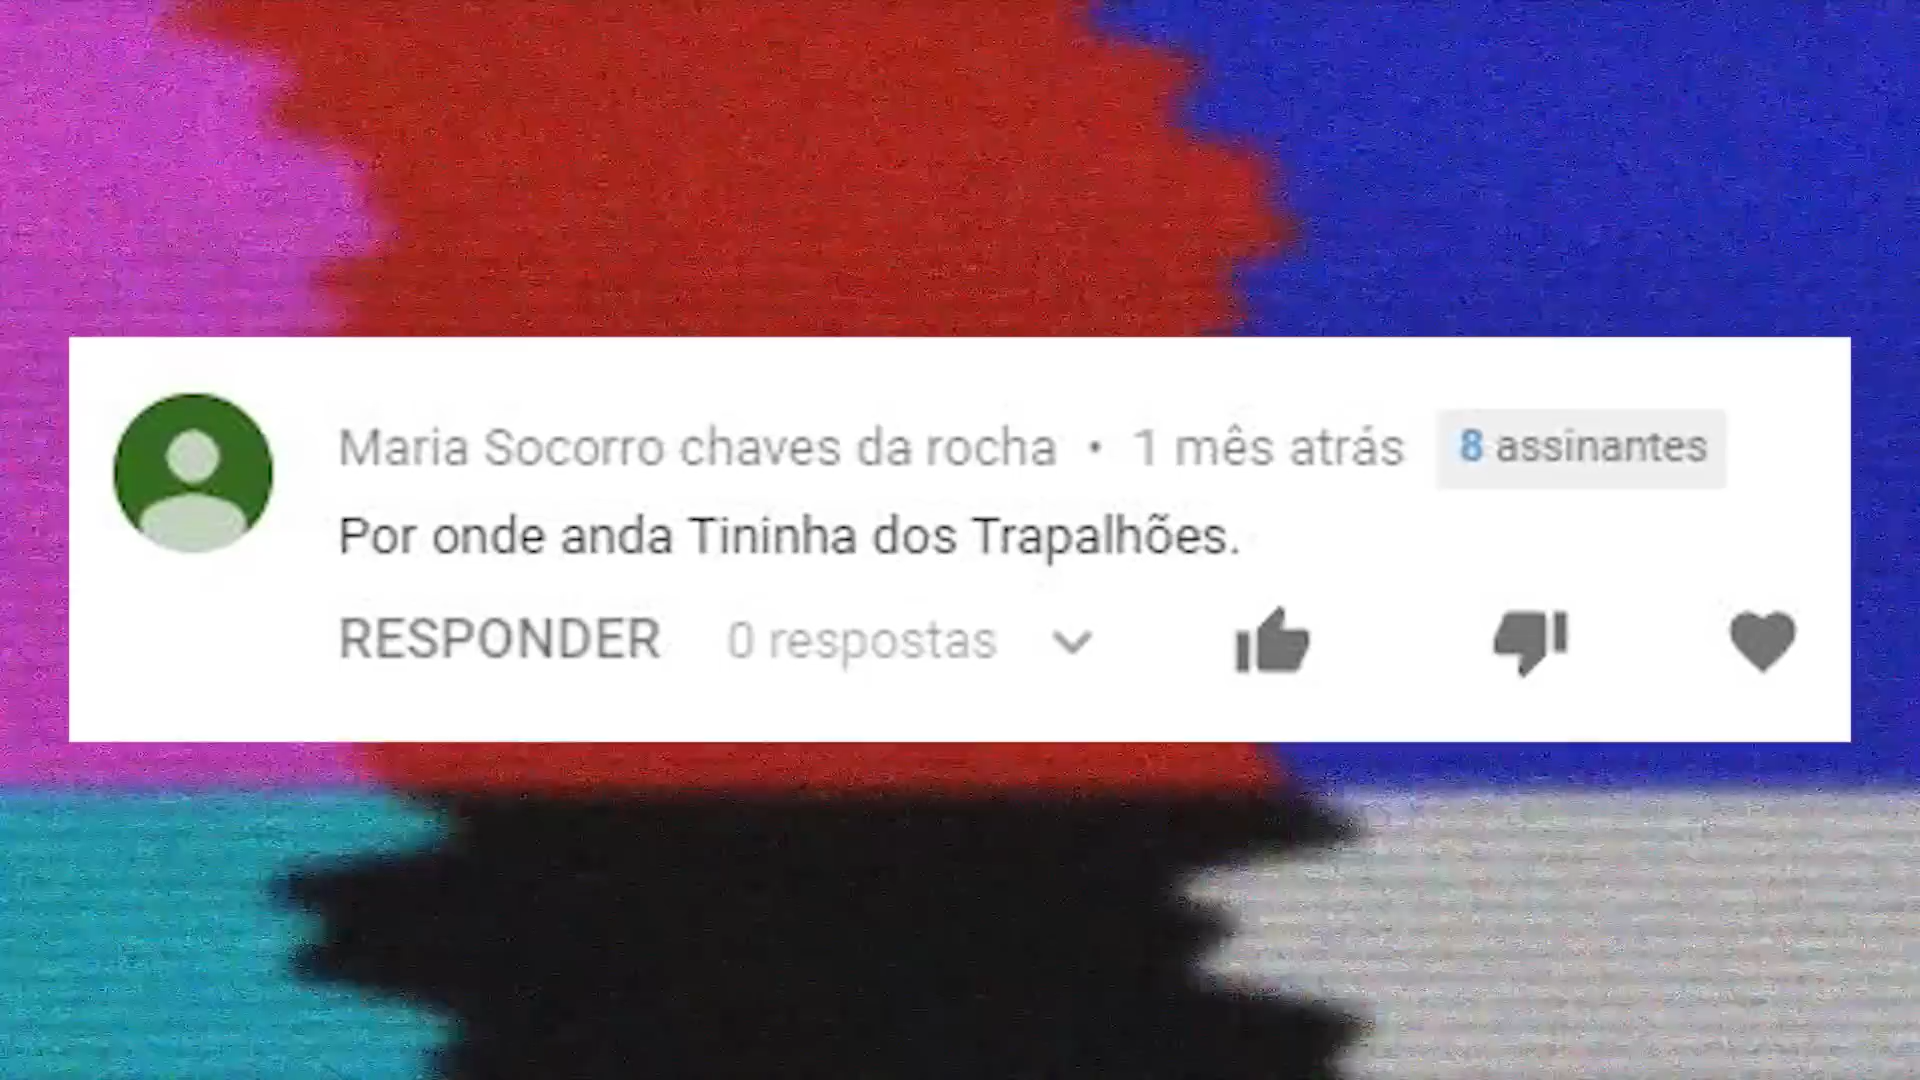 Maria Socorro chaves da rocha • 1 mês atrás 8 assinantes
Por onde anda Tininha dos Trapalhões.
RESPONDER 0 respostas